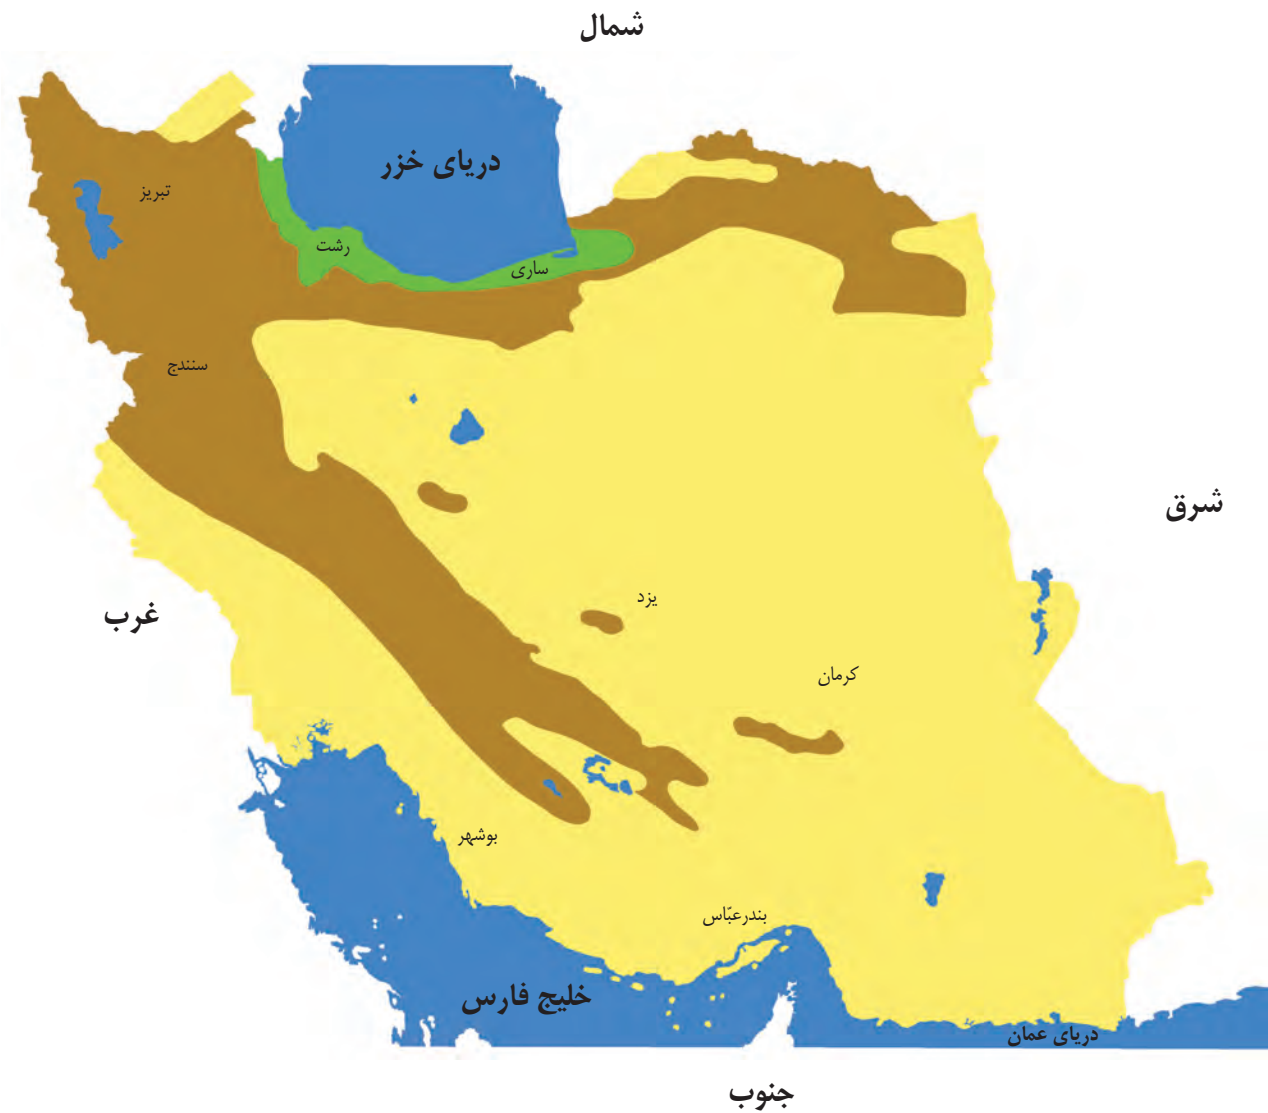 شمال
دریای خزر
تبریز
رشت
ساری
سنندج
شرق
یزد
غرب
کرمان
بوشهر
بندرعبّاس
خلیج فارس
دریای عمان
جنوب